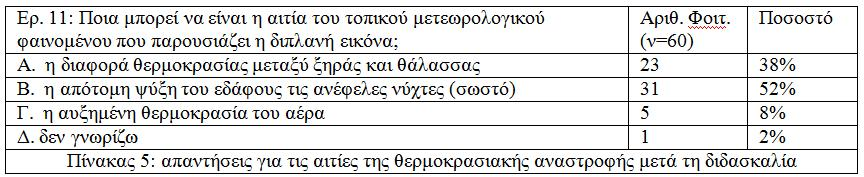 Ερ. 11: Ποια μπορεί να είναι η αιτία του τοπικού μετεωρολογικού φαινομένου που παρουσιάζει η διπλανή εικόνα; Αριθ. Φοιτ. (ν=60) Ποσοστό
Α. η διαφορά θερμοκρασίας μεταξύ ξηράς και θάλασσας 23 38%
Β. η απότομη ψύξη του εδάφους τις ανέφελες νύχτες (σωστό) 31 52%
Γ. η αυξημένη θερμοκρασία του αέρα 5 8%
Δ. δεν γνωρίζω 1 2%
Πίνακας 5: απαντήσεις για τις αιτίες της θερμοκρασιακής αναστροφής μετά τη διδασκαλία